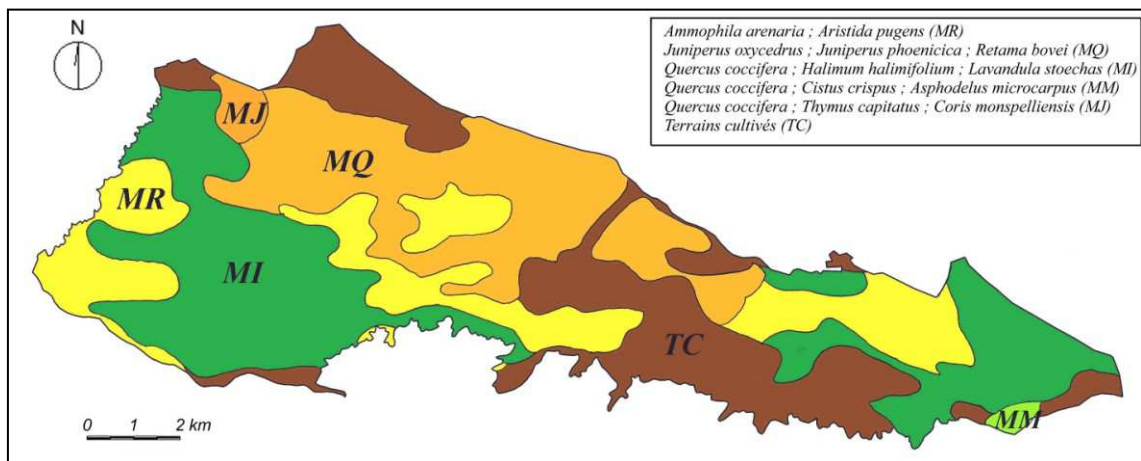 N
Ammophila arenaria ; Aristida pugens (MR)
Juniperus oxycedrus ; Juniperus phoenicica ; Retama bovei (MQ)
Quercus coccifera ; Halimum halimifolium ; Lavandula stoechas (MI)
Quercus coccifera ; Cistus crispus ; Asphodelus microcarpus (MM)
Quercus coccifera ; Thymus capitatus ; Coris monspelliensis (MJ)
Terrains cultivés (TC)
MJ
MQ
MR
MI
TC
MM
0 2 km